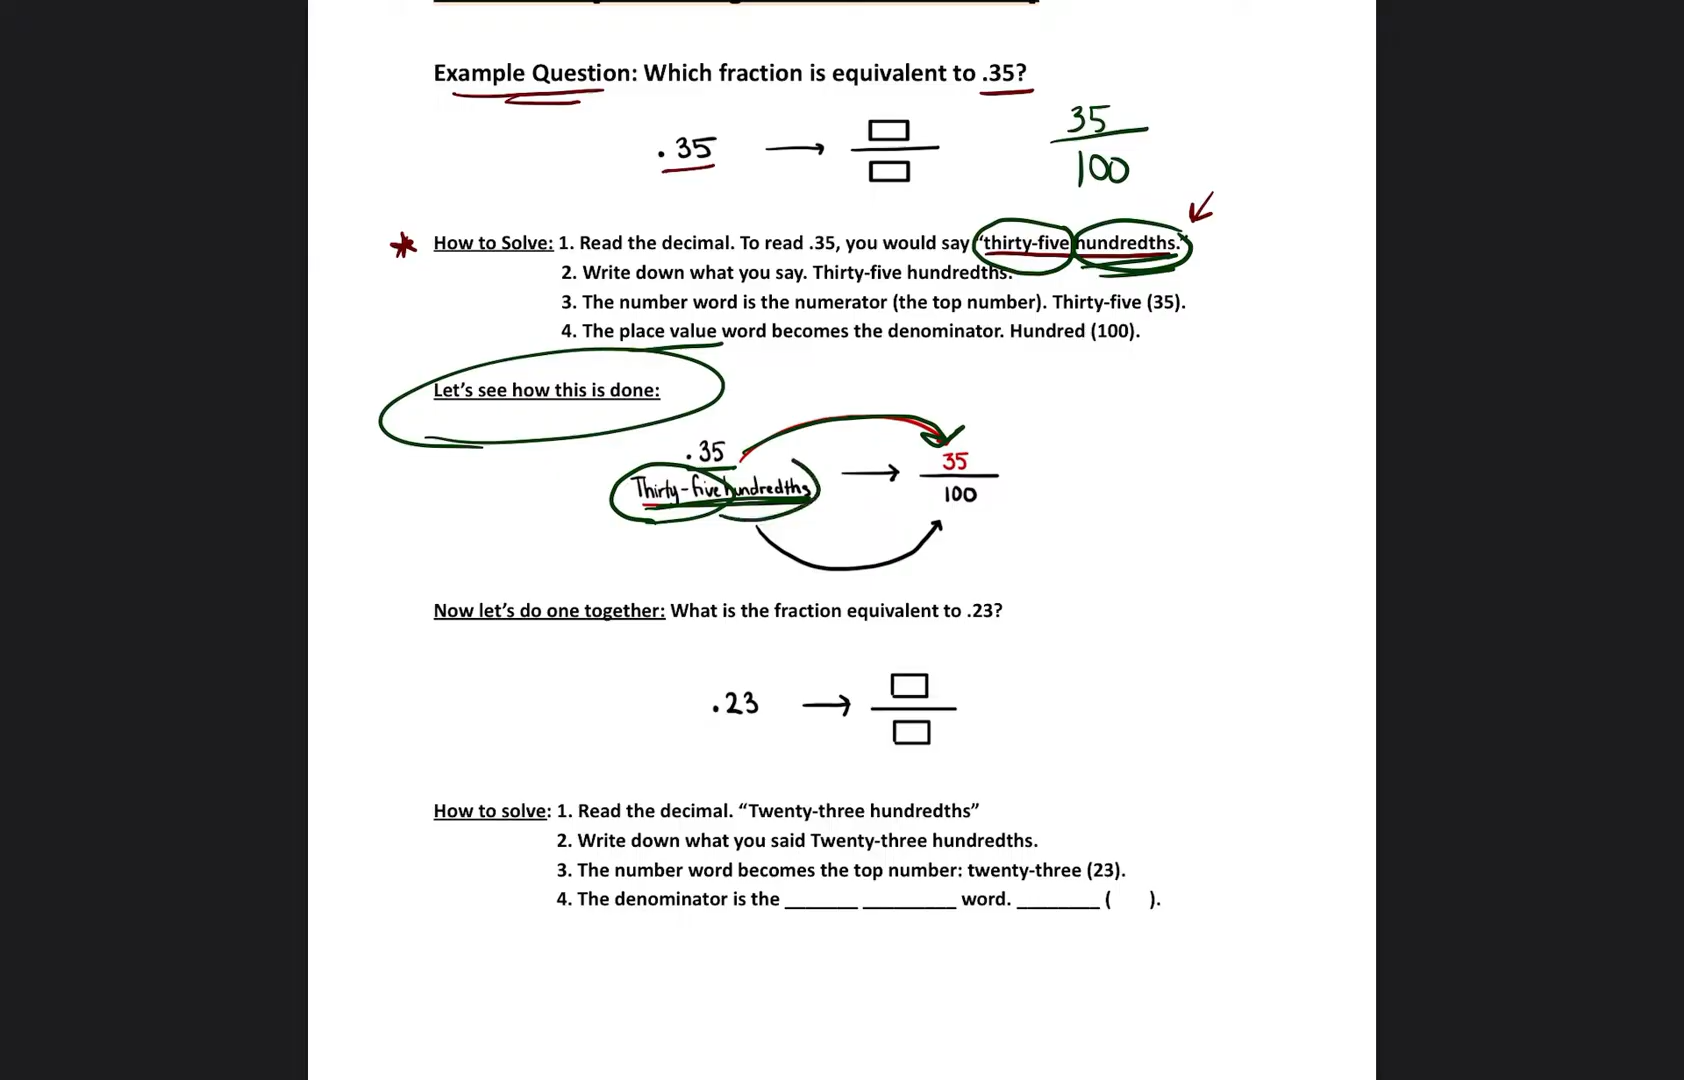 Example Question: Which fraction is equivalent to .35?
.35
35
100
How to Solve: 1. Read the decimal. To read .35, you would say “thirty-five hundredths.”
2. Write down what you say. Thirty-five hundredths.
3. The number word is the numerator (the top number). Thirty-five (35).
4. The place value word becomes the denominator. Hundred (100).
Let’s see how this is done:
.35
Thirty-five hundredths
35
100
Now let’s do one together: What is the fraction equivalent to .23?
.23
How to solve: 1. Read the decimal. “Twenty-three hundredths”
2. Write down what you said Twenty-three hundredths.
3. The number word becomes the top number: twenty-three (23).
4. The denominator is the _______ _________ word. ________ ( ).